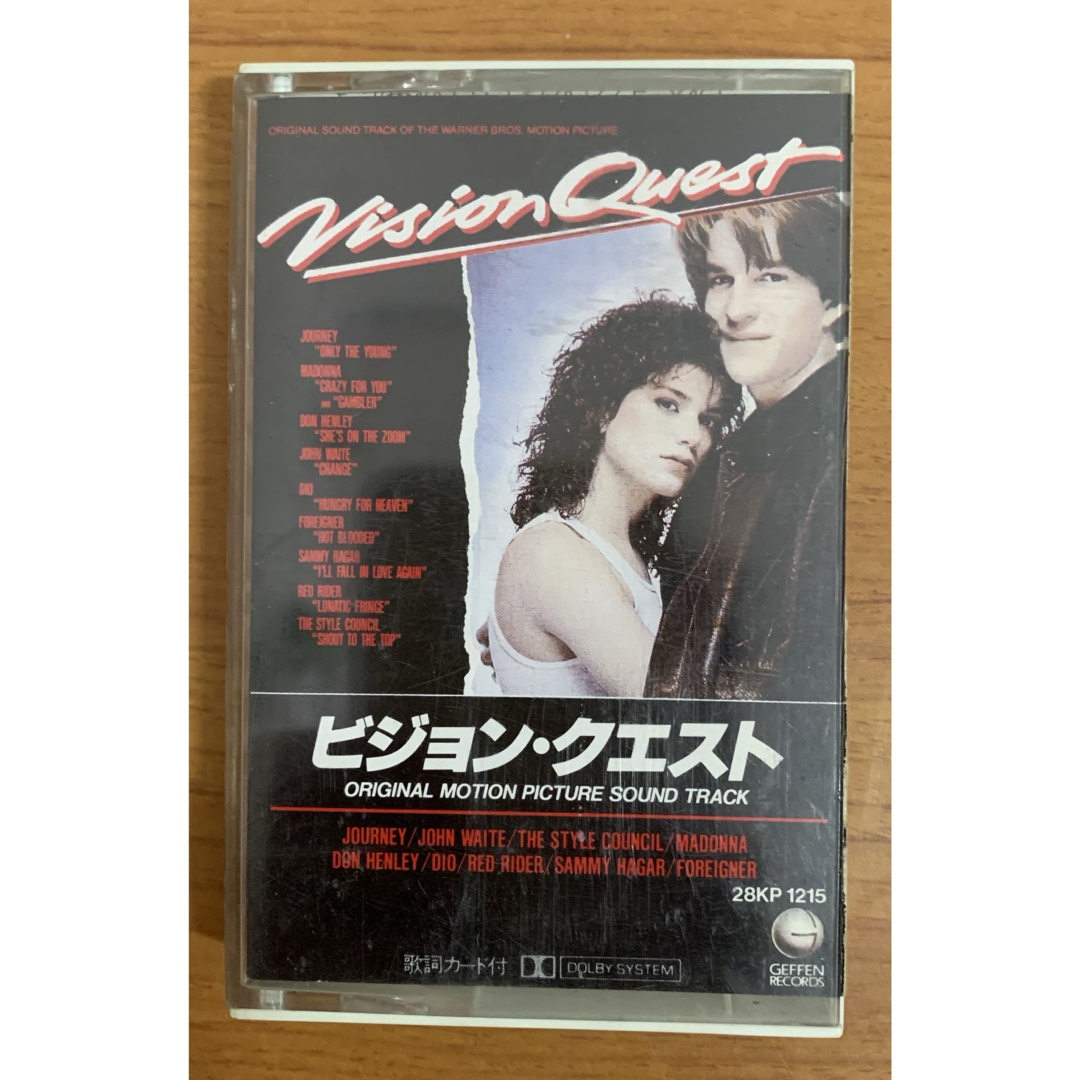 ORIGINAL SOUND TRACK OF THE WARNER BROS. MOTION PICTURE
Vision Quest
JOURNEY
"ONLY THE YOUNG"
MADONNA
"CRAZY FOR YOU"
AND "GAMBLER"
DON HENLEY
"SHE'S ON THE ZOOM"
JOHN WAITE
"CHANGE"
DIO
"HUNGRY FOR HEAVEN"
FOREIGNER
"HOT BLOODED"
SAMMY HAGAR
"I'LL FALL IN LOVE AGAIN"
RED RIDER
"LUNATIC FRINGE"
THE STYLE COUNCIL
"SHOUT TO THE TOP"
ビジョン・クエスト
ORIGINAL MOTION PICTURE SOUND TRACK
JOURNEY/JOHN WAITE/THE STYLE COUNCIL/MADONNA
DON HENLEY/DIO/RED RIDER/SAMMY HAGAR/FOREIGNER
28KP 1215
GEFFEN
RECORDS
歌詞カード付 DOLBY SYSTEM